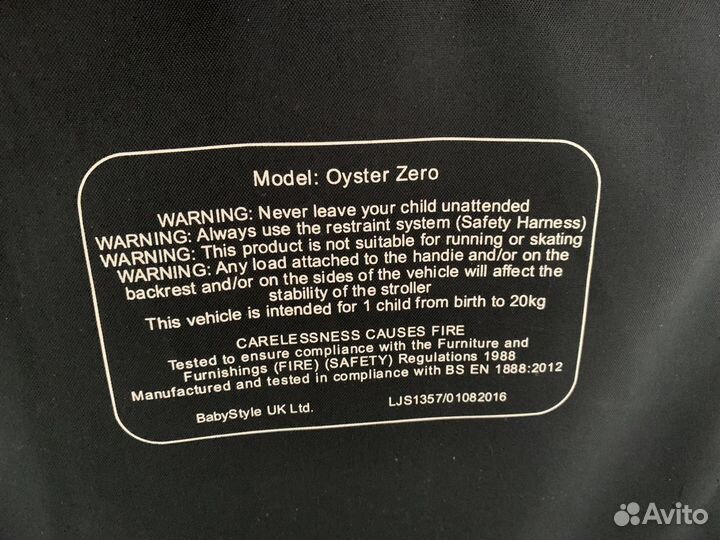 Model: Oyster Zero
WARNING: Never leave your child unattended
WARNING: Always use the restraint system (Safety Harness)
WARNING: This product is not suitable for running or skating
WARNING: Any load attached to the handie and/or on the
backrest and/or on the sides of the vehicle will affect the
stability of the stroller
This vehicle is intended for 1 child from birth to 20kg
CARELESSNESS CAUSES FIRE
Tested to ensure compliance with the Furniture and
Furnishings (FIRE) (SAFETY) Regulations 1988
Manufactured and tested in compliance with BS EN 1888:2012
BabyStyle UK Ltd. LJS1357/01082016
Avito